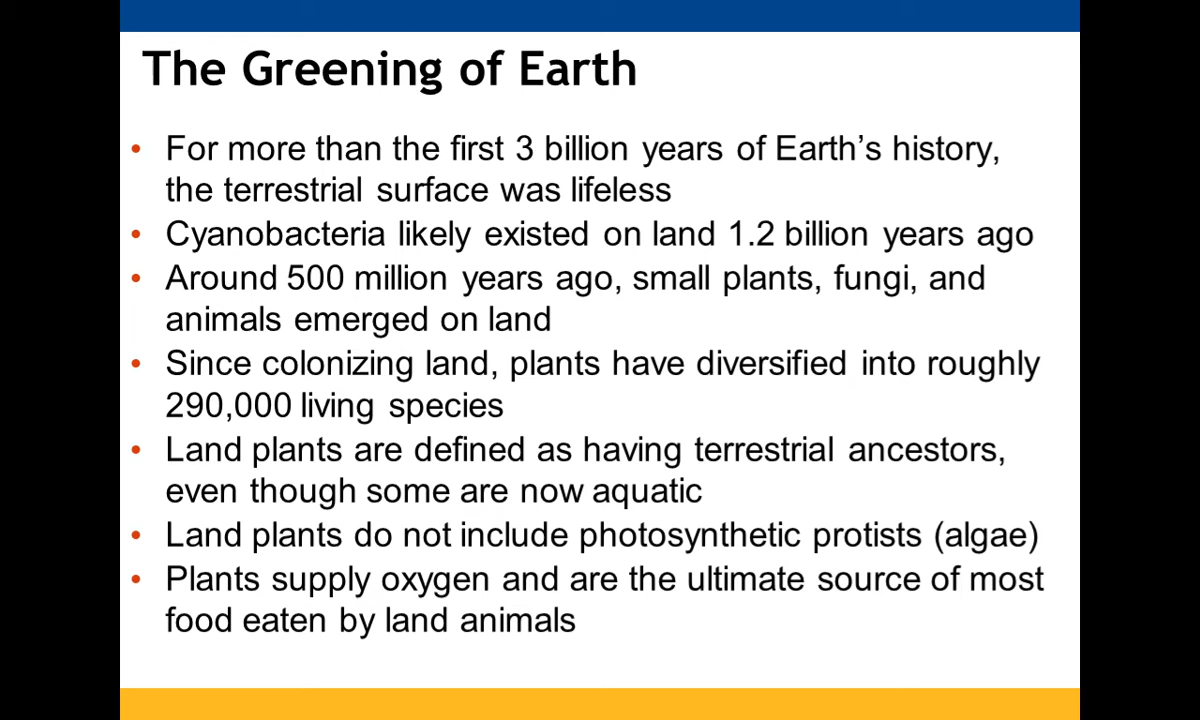 The Greening of Earth
• For more than the first 3 billion years of Earth’s history,
the terrestrial surface was lifeless
• Cyanobacteria likely existed on land 1.2 billion years ago
• Around 500 million years ago, small plants, fungi, and
animals emerged on land
• Since colonizing land, plants have diversified into roughly
290,000 living species
• Land plants are defined as having terrestrial ancestors,
even though some are now aquatic
• Land plants do not include photosynthetic protists (algae)
• Plants supply oxygen and are the ultimate source of most
food eaten by land animals